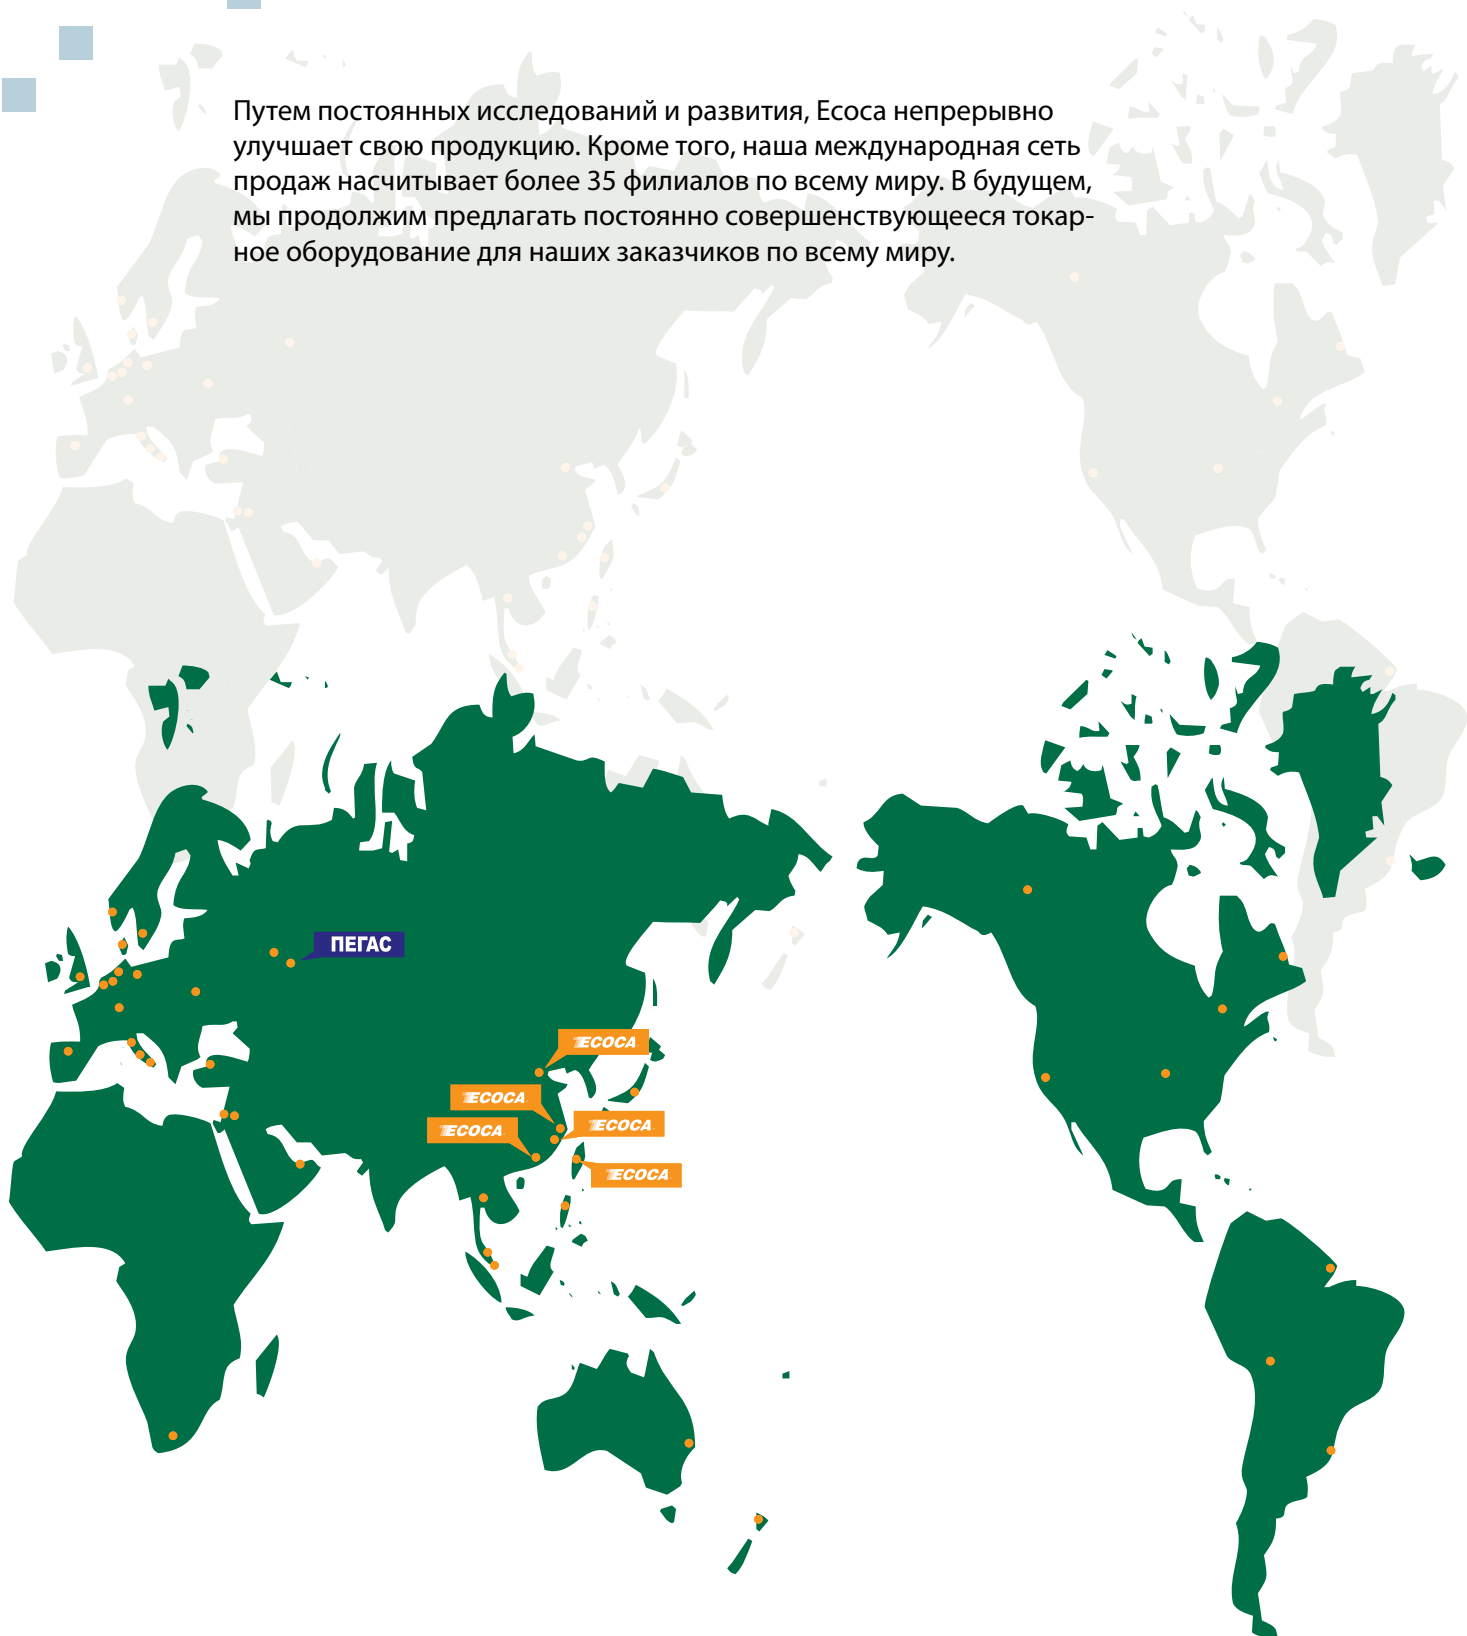 Путем постоянных исследований и развития, Ecoca непрерывно
улучшает свою продукцию. Кроме того, наша международная сеть
продаж насчитывает более 35 филиалов по всему миру. В будущем,
мы продолжим предлагать постоянно совершенствующееся токар-
ное оборудование для наших заказчиков по всему миру.
ПЕГАС
ECOCA
ECOCA
ECOCA
ECOCA
ECOCA